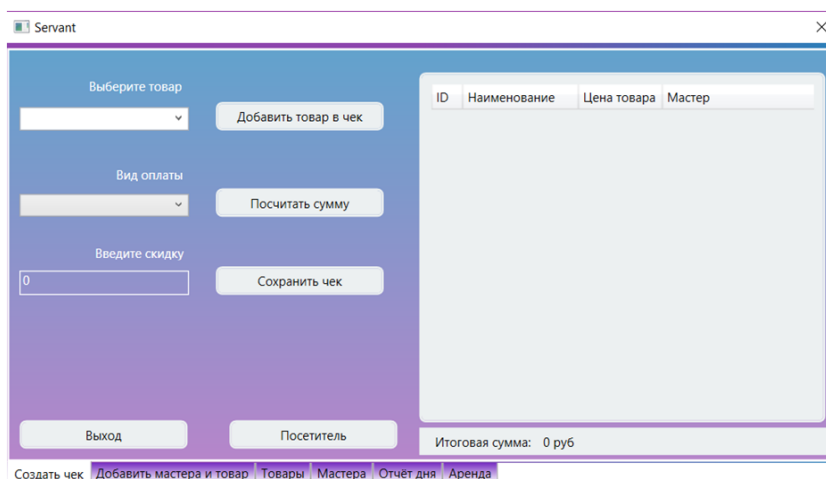 Servant
Выберите товар
Добавить товар в чек
Вид оплаты
Посчитать сумму
Введите скидку
0
Сохранить чек
Выход
Посетитель
ID Наименование Цена товара Мастер
Итоговая сумма: 0 руб
Создать чек Добавить мастера и товар Товары Мастера Отчёт дня Аренда